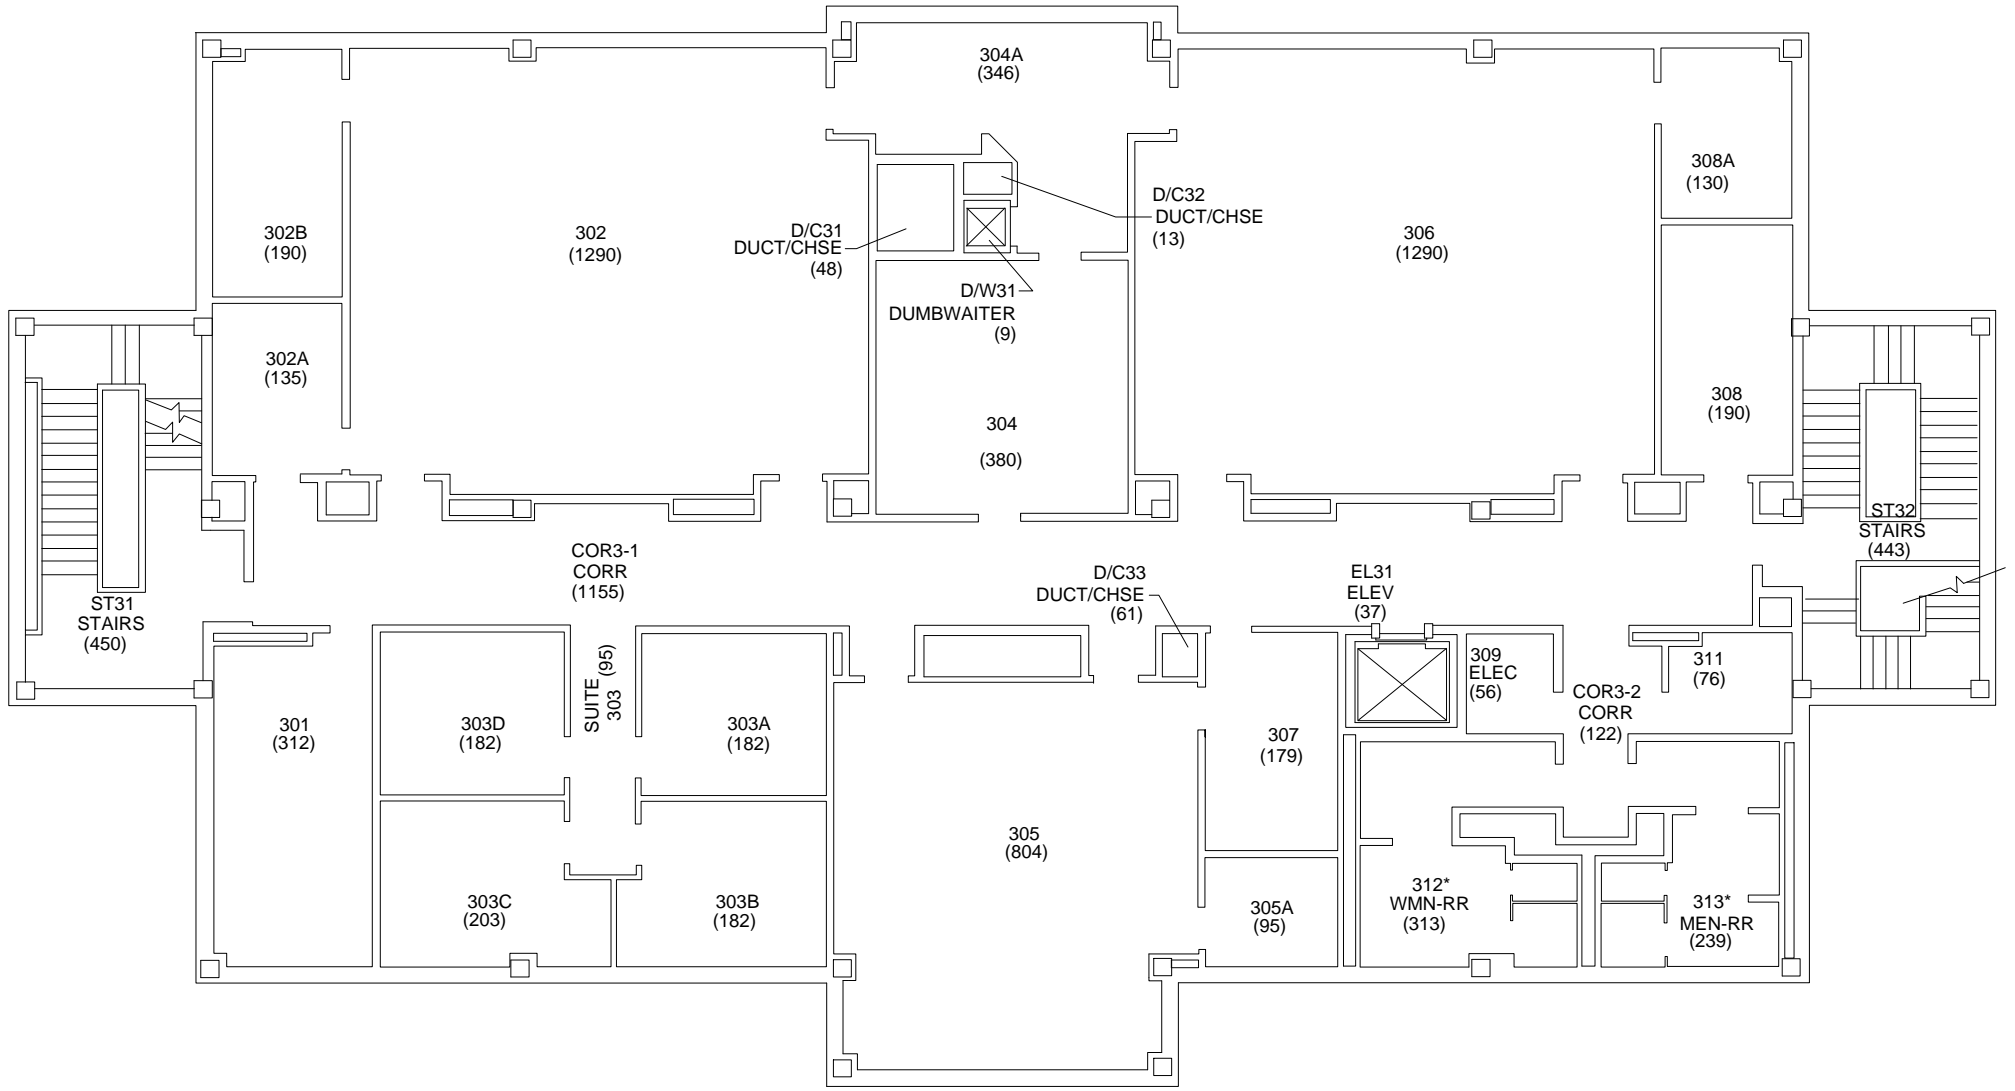 304A
(346)
308A
(130)
D/C32
DUCT/CHSE
(13)
302B
(190)
302
(1290)
D/C31
DUCT/CHSE
(48)
306
(1290)
D/W31
DUMBWAITER
(9)
302A
(135)
308
(190)
304
(380)
ST32
STAIRS
(443)
COR3-1
CORR
(1155)
D/C33
DUCT/CHSE
(61)
EL31
ELEV
(37)
ST31
STAIRS
(450)
SUITE (95)
303
309
ELEC
(56)
311
(76)
COR3-2
CORR
(122)
301
(312)
303D
(182)
303A
(182)
307
(179)
305
(804)
303C
(203)
303B
(182)
305A
(95)
312*
WMN-RR
(313)
313*
MEN-RR
(239)